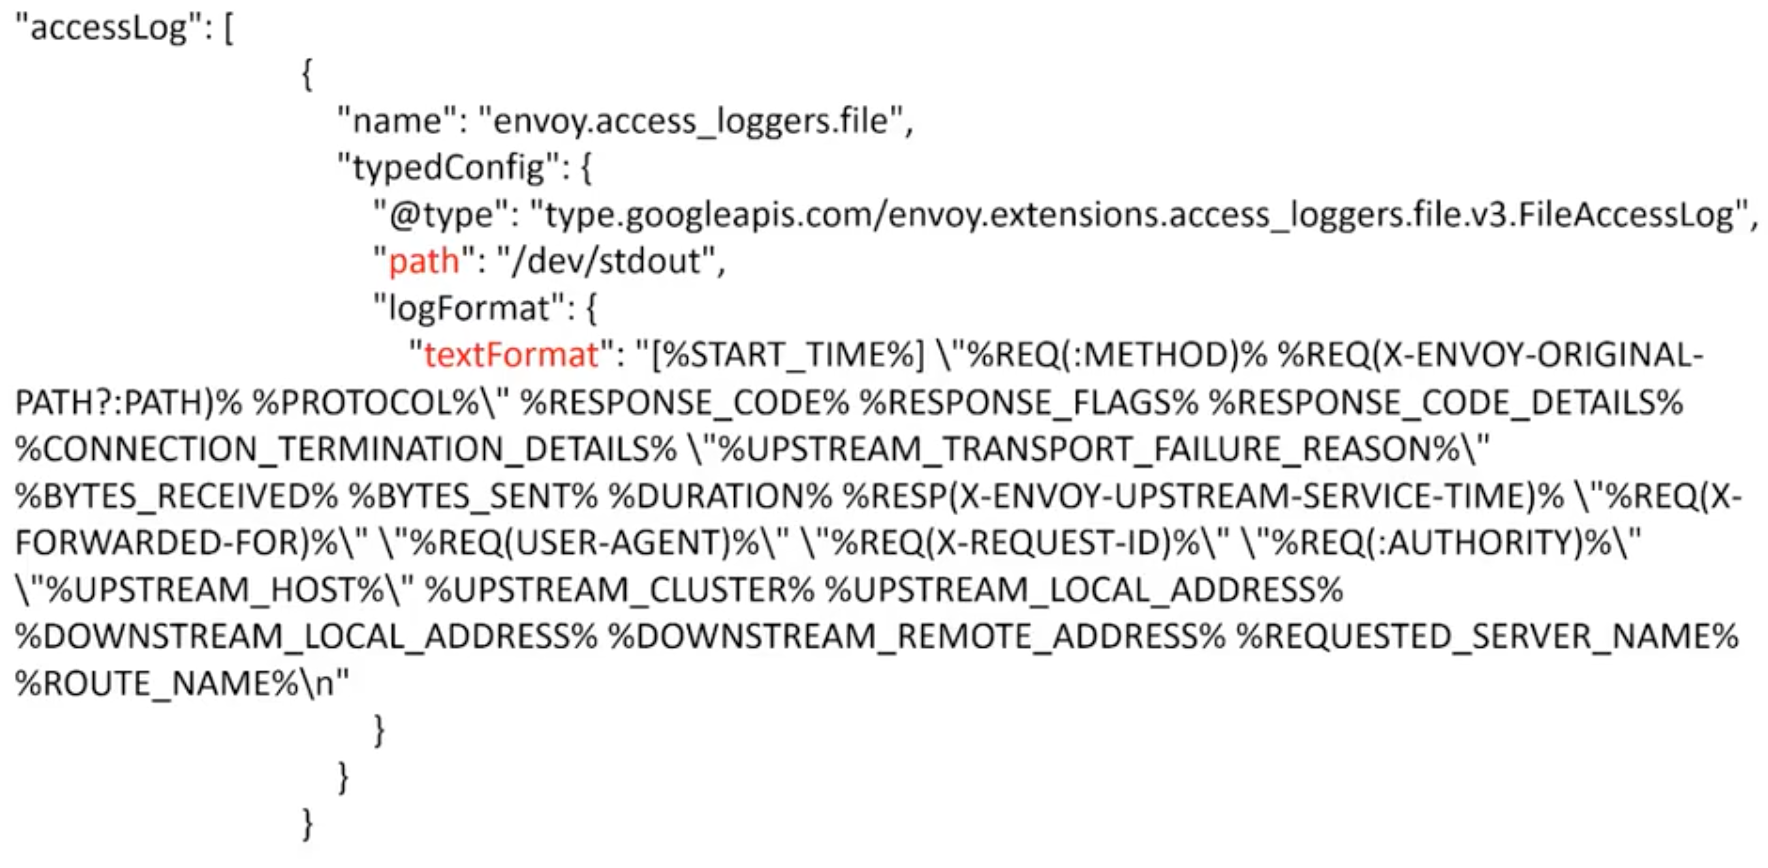 "accessLog": [
{
"name": "envoy.access_loggers.file",
"typedConfig": {
"@type": "type.googleapis.com/envoy.extensions.access_loggers.file.v3.FileAccessLog",
"path": "/dev/stdout",
"logFormat": {
"textFormat": "[%START_TIME%] \"%REQ(:METHOD)% %REQ(X-ENVOY-ORIGINAL-
PATH?:PATH)% %PROTOCOL%\" %RESPONSE_CODE% %RESPONSE_FLAGS% %RESPONSE_CODE_DETAILS%
%CONNECTION_TERMINATION_DETAILS% \"%UPSTREAM_TRANSPORT_FAILURE_REASON%\"
%BYTES_RECEIVED% %BYTES_SENT% %DURATION% %RESP(X-ENVOY-UPSTREAM-SERVICE-TIME)% \"%REQ(X-
FORWARDED-FOR)%\" \"%REQ(USER-AGENT)%\" \"%REQ(X-REQUEST-ID)%\" \"%REQ(:AUTHORITY)%\"
\"%UPSTREAM_HOST%\" %UPSTREAM_CLUSTER% %UPSTREAM_LOCAL_ADDRESS%
%DOWNSTREAM_LOCAL_ADDRESS% %DOWNSTREAM_REMOTE_ADDRESS% %REQUESTED_SERVER_NAME%
%ROUTE_NAME%\n"
}
}
}